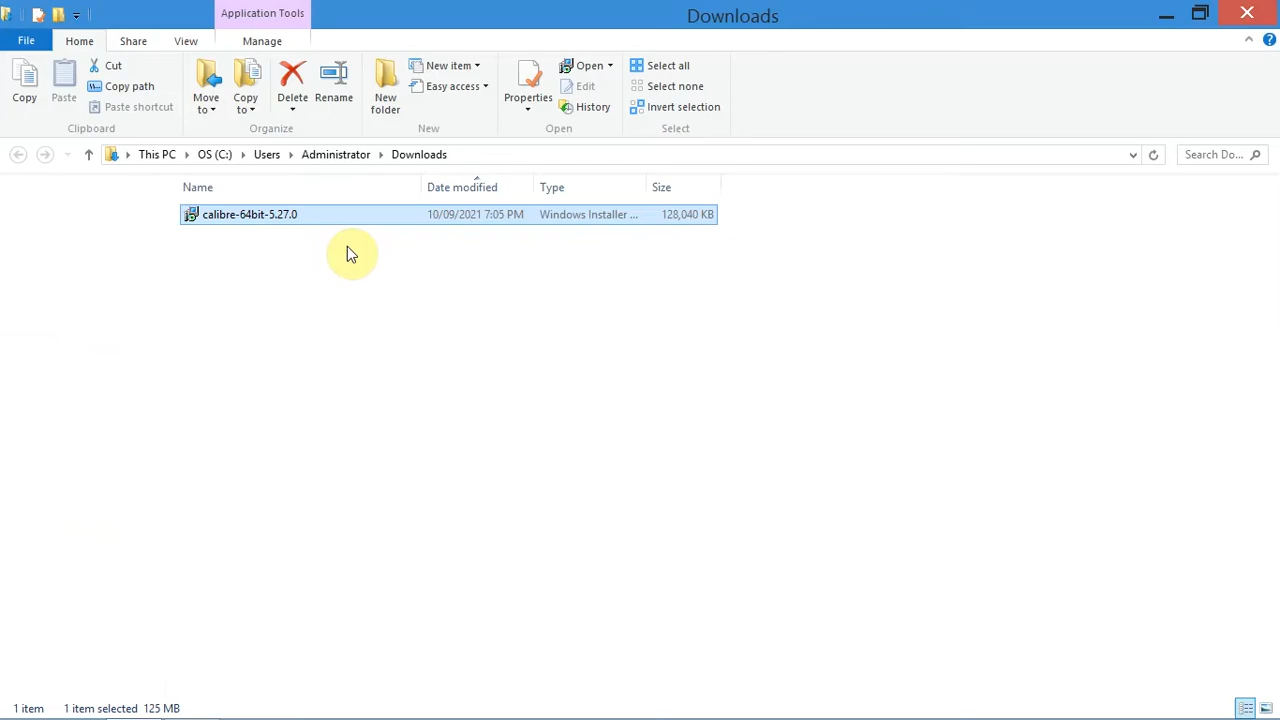 Application Tools
Downloads
File
Home
Share
View
Manage
Copy
Paste
Cut
Copy path
Paste shortcut
Clipboard
Move to
Copy to
Delete
Rename
Organize
New folder
New item
Easy access
New
Properties
Open
Edit
History
Open
Select all
Select none
Invert selection
Select
This PC
OS (C:)
Users
Administrator
Downloads
Search Do...
Name
Date modified
Type
Size
calibre-64bit-5.27.0
10/09/2021 7:05 PM
Windows Installer ...
128,040 KB
1 item
1 item selected 125 MB